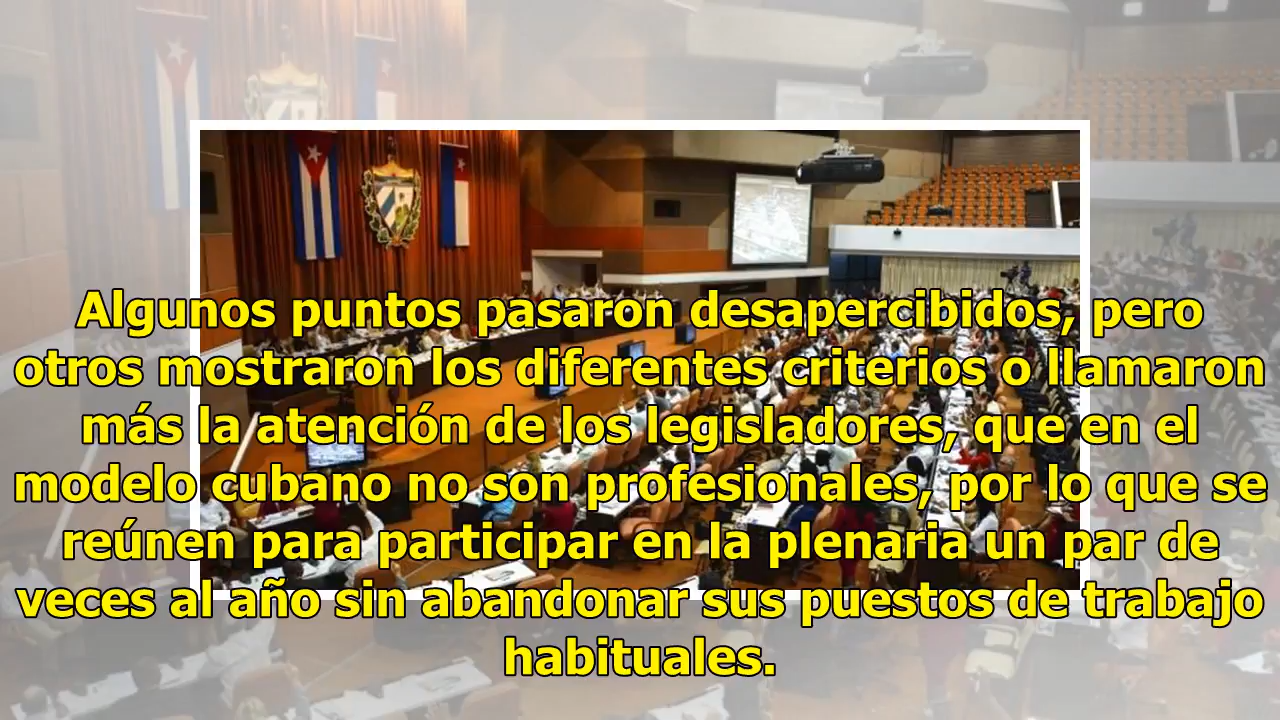 Algunos puntos pasaron desapercibidos, pero
otros mostraron los diferentes criterios o llamaron
más la atención de los legisladores, que en el
modelo cubano no son profesionales, por lo que se
reúnen para participar en la plenaria un par de
veces al año sin abandonar sus puestos de trabajo
habituales.